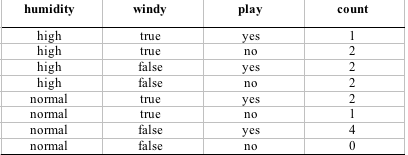 humidity windy play count
high true yes 1
high true no 2
high false yes 2
high false no 2
normal true yes 2
normal true no 1
normal false yes 4
normal false no 0